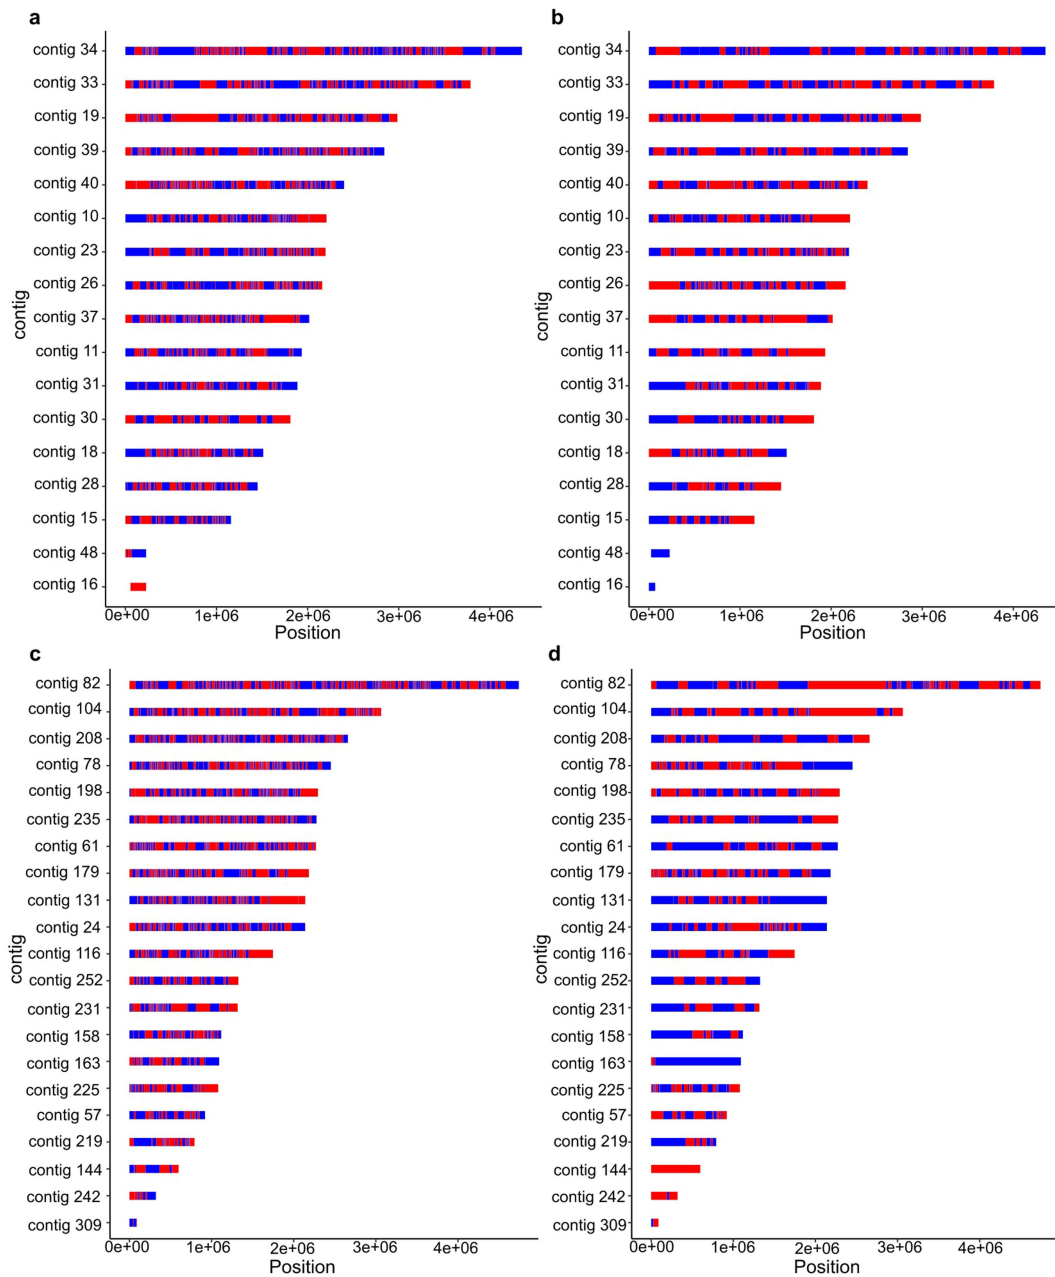 a
contig 34
contig 33
contig 19
contig 39
contig 40
contig 10
contig 23
contig 26
contig 37
contig 11
contig 31
contig 30
contig 18
contig 28
contig 15
contig 48
contig 16
contig
0e+00 1e+06 2e+06 3e+06 4e+06
Position
b
contig 34
contig 33
contig 19
contig 39
contig 40
contig 10
contig 23
contig 26
contig 37
contig 11
contig 31
contig 30
contig 18
contig 28
contig 15
contig 48
contig 16
contig
0e+00 1e+06 2e+06 3e+06 4e+06
Position
c
contig 82
contig 104
contig 208
contig 78
contig 198
contig 235
contig 61
contig 179
contig 131
contig 24
contig 116
contig 252
contig 231
contig 158
contig 163
contig 225
contig 57
contig 219
contig 144
contig 242
contig 309
contig
0e+00 1e+06 2e+06 3e+06 4e+06
Position
d
contig 82
contig 104
contig 208
contig 78
contig 198
contig 235
contig 61
contig 179
contig 131
contig 24
contig 116
contig 252
contig 231
contig 158
contig 163
contig 225
contig 57
contig 219
contig 144
contig 242
contig 309
contig
0e+00 1e+06 2e+06 3e+06 4e+06
Position